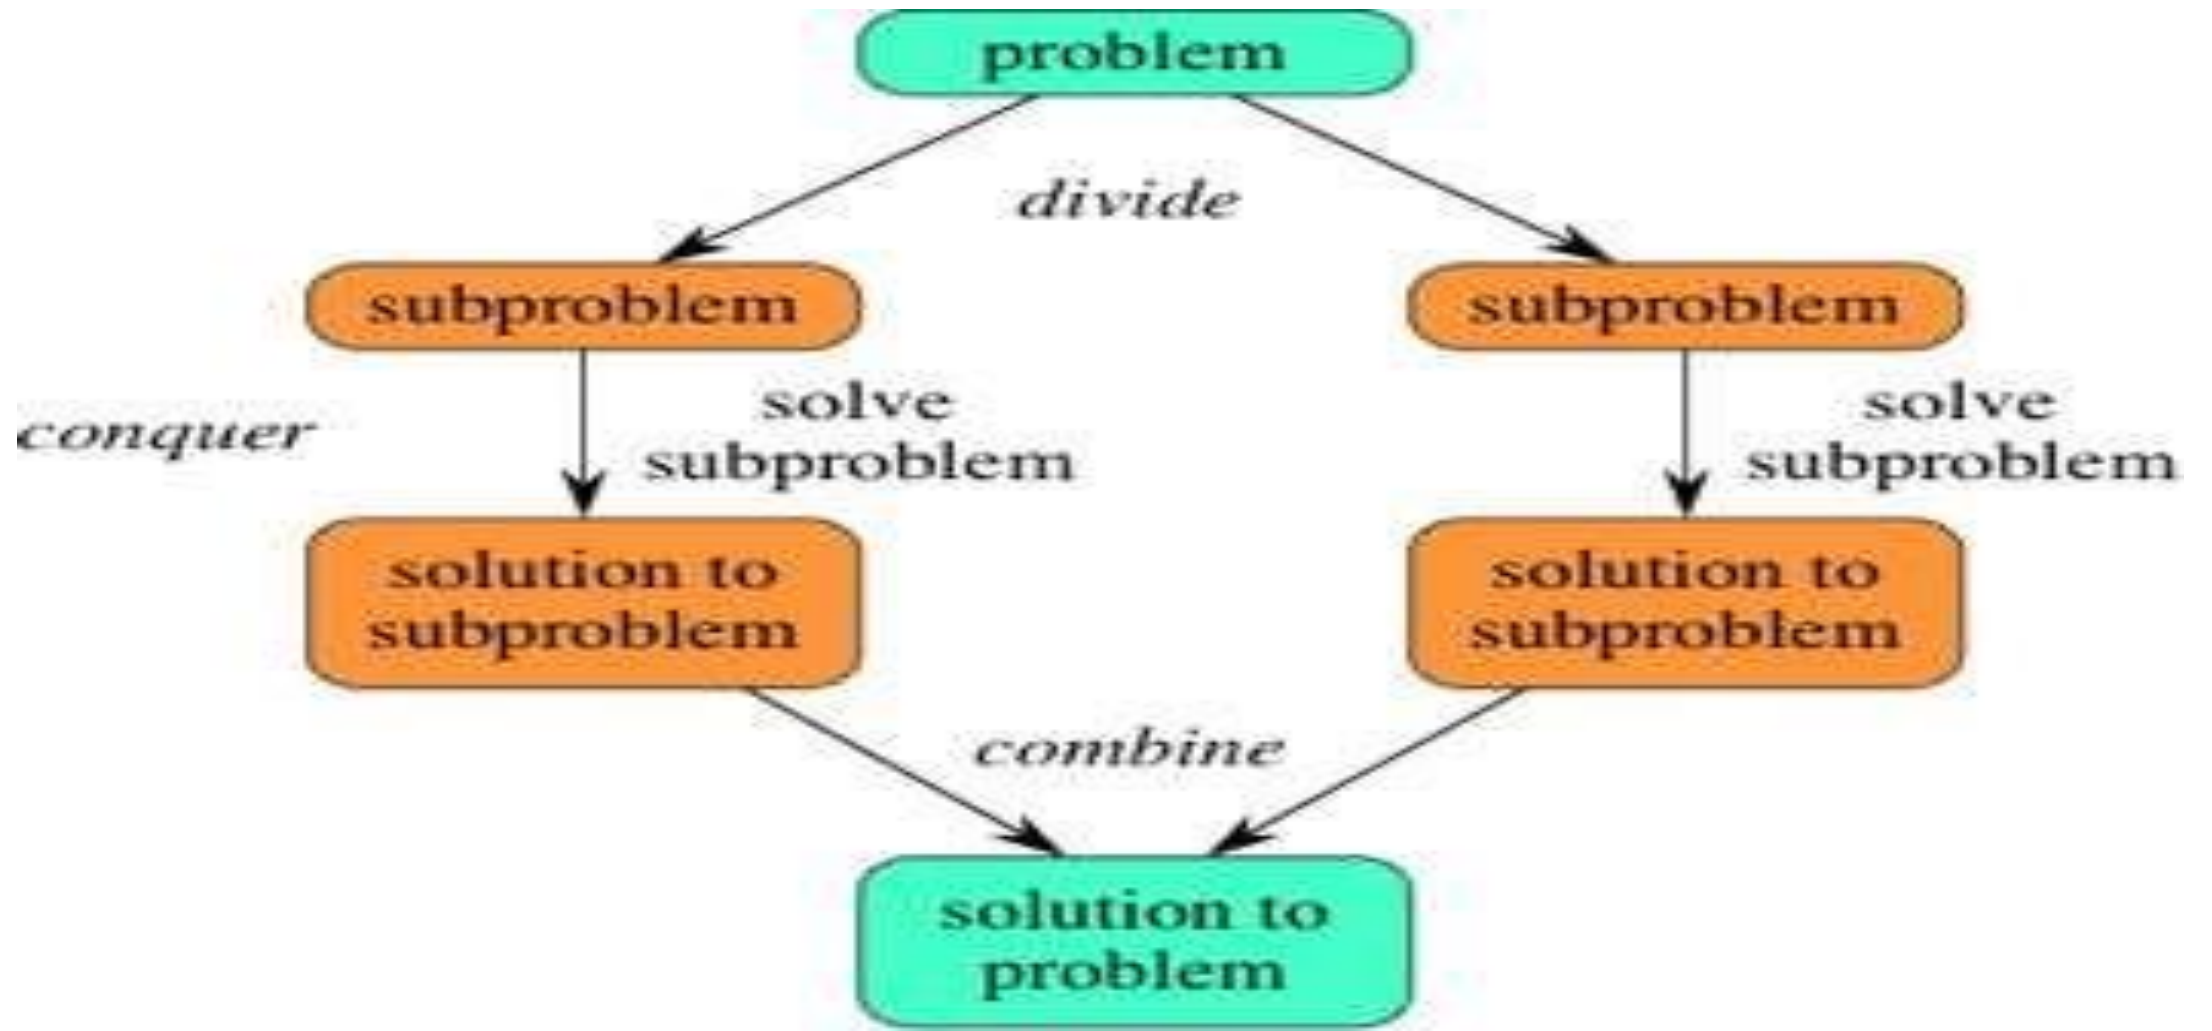 problem
divide
subproblem
subproblem
conquer
solve
subproblem
solve
subproblem
solution to
subproblem
solution to
subproblem
combine
solution to
problem